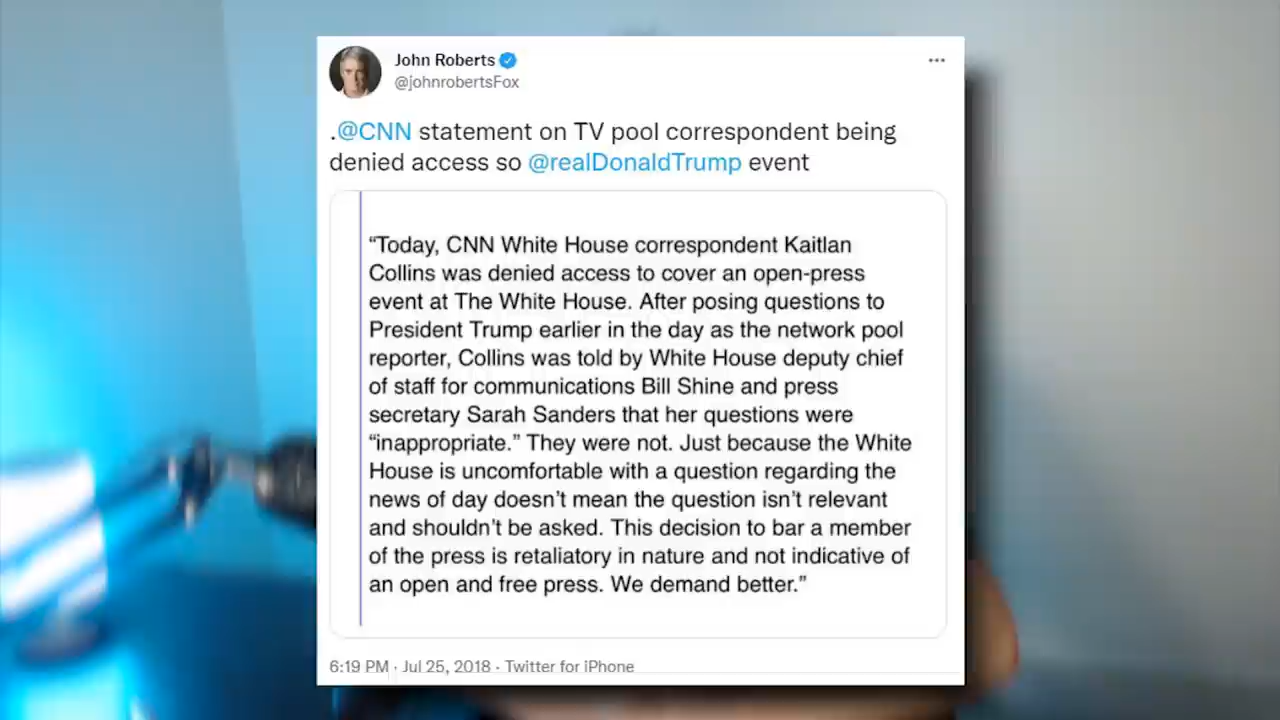 John Roberts
@johnrobertsFox
.@CNN statement on TV pool correspondent being
denied access so @realDonaldTrump event
“Today, CNN White House correspondent Kaitlan
Collins was denied access to cover an open-press
event at The White House. After posing questions to
President Trump earlier in the day as the network pool
reporter, Collins was told by White House deputy chief
of staff for communications Bill Shine and press
secretary Sarah Sanders that her questions were
“inappropriate.” They were not. Just because the White
House is uncomfortable with a question regarding the
news of day doesn’t mean the question isn’t relevant
and shouldn’t be asked. This decision to bar a member
of the press is retaliatory in nature and not indicative of
an open and free press. We demand better.”
6:19 PM · Jul 25, 2018 · Twitter for iPhone